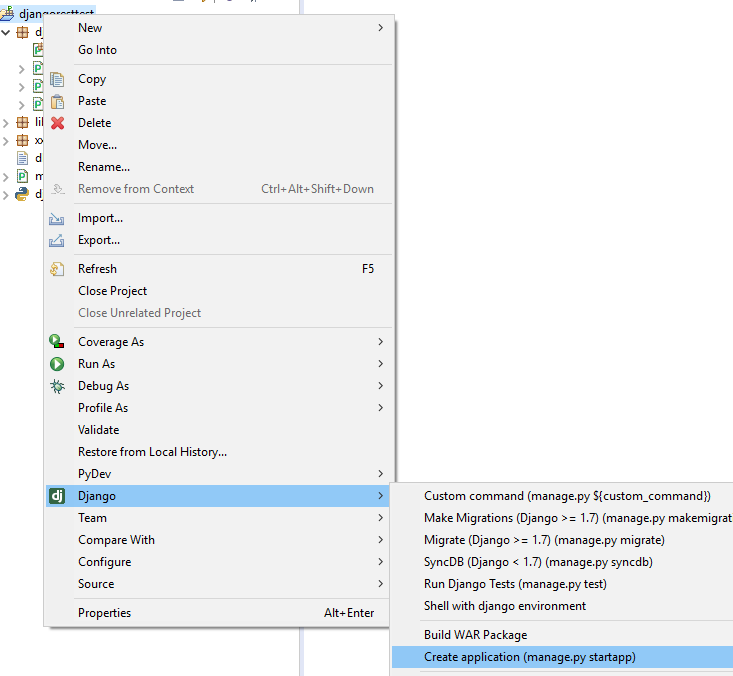 djangoresttest
New
Go Into
Copy
Paste
Delete
Move...
Rename...
Remove from Context Ctrl+Alt+Shift+Down
Import...
Export...
Refresh F5
Close Project
Close Unrelated Project
Coverage As
Run As
Debug As
Profile As
Validate
Restore from Local History...
PyDev
dj Django
Team
Compare With
Configure
Source
Properties Alt+Enter
Custom command (manage.py ${custom_command})
Make Migrations (Django >= 1.7) (manage.py makemigrat
Migrate (Django >= 1.7) (manage.py migrate)
SyncDB (Django < 1.7) (manage.py syncdb)
Run Django Tests (manage.py test)
Shell with django environment
Build WAR Package
Create application (manage.py startapp)